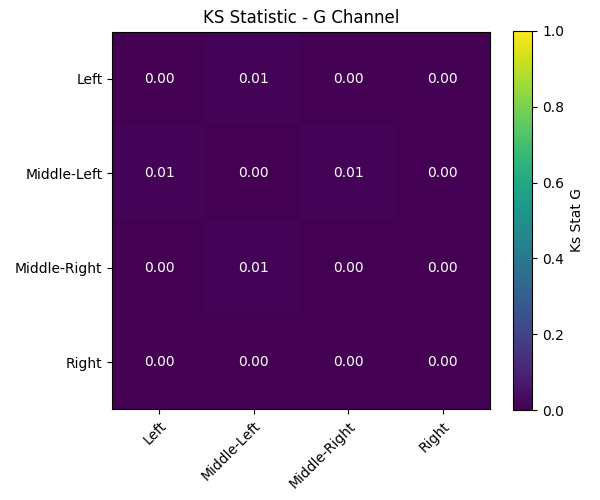 KS Statistic - G Channel
Left 0.00 0.01 0.00 0.00
Middle-Left 0.01 0.00 0.01 0.00
Middle-Right 0.00 0.01 0.00 0.00
Right 0.00 0.00 0.00 0.00
Left Middle-Left Middle-Right Right
1.0
0.8
0.6
0.4
0.2
0.0
Ks Stat G